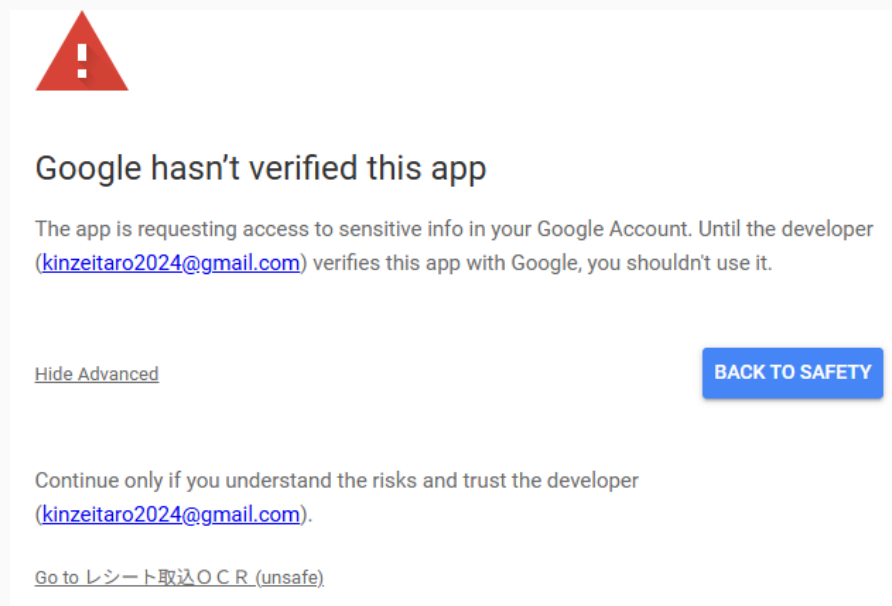 Google hasn’t verified this app
The app is requesting access to sensitive info in your Google Account. Until the developer
(kinzeitaro2024@gmail.com) verifies this app with Google, you shouldn't use it.
Hide Advanced
BACK TO SAFETY
Continue only if you understand the risks and trust the developer
(kinzeitaro2024@gmail.com).
Go to レシート取込ＯＣＲ (unsafe)